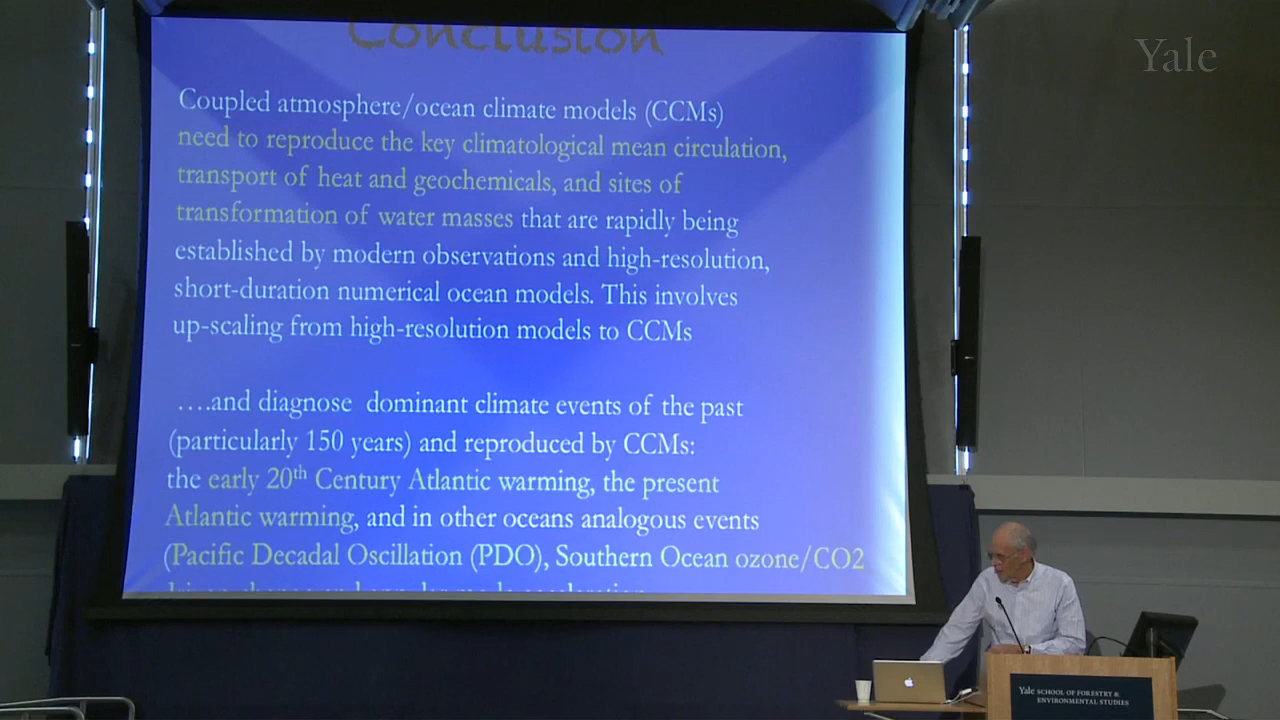 Conclusion
Yale
Coupled atmosphere/ocean climate models (CCMs)
need to reproduce the key climatological mean circulation,
transport of heat and geochemicals, and sites of
transformation of water masses that are rapidly being
established by modern observations and high-resolution,
short-duration numerical ocean models. This involves
up-scaling from high-resolution models to CCMs
….and diagnose dominant climate events of the past
(particularly 150 years) and reproduced by CCMs:
the early 20th Century Atlantic warming, the present
Atlantic warming, and in other oceans analogous events
(Pacific Decadal Oscillation (PDO), Southern Ocean ozone/CO2
Yale SCHOOL OF FORESTRY &
ENVIRONMENTAL STUDIES